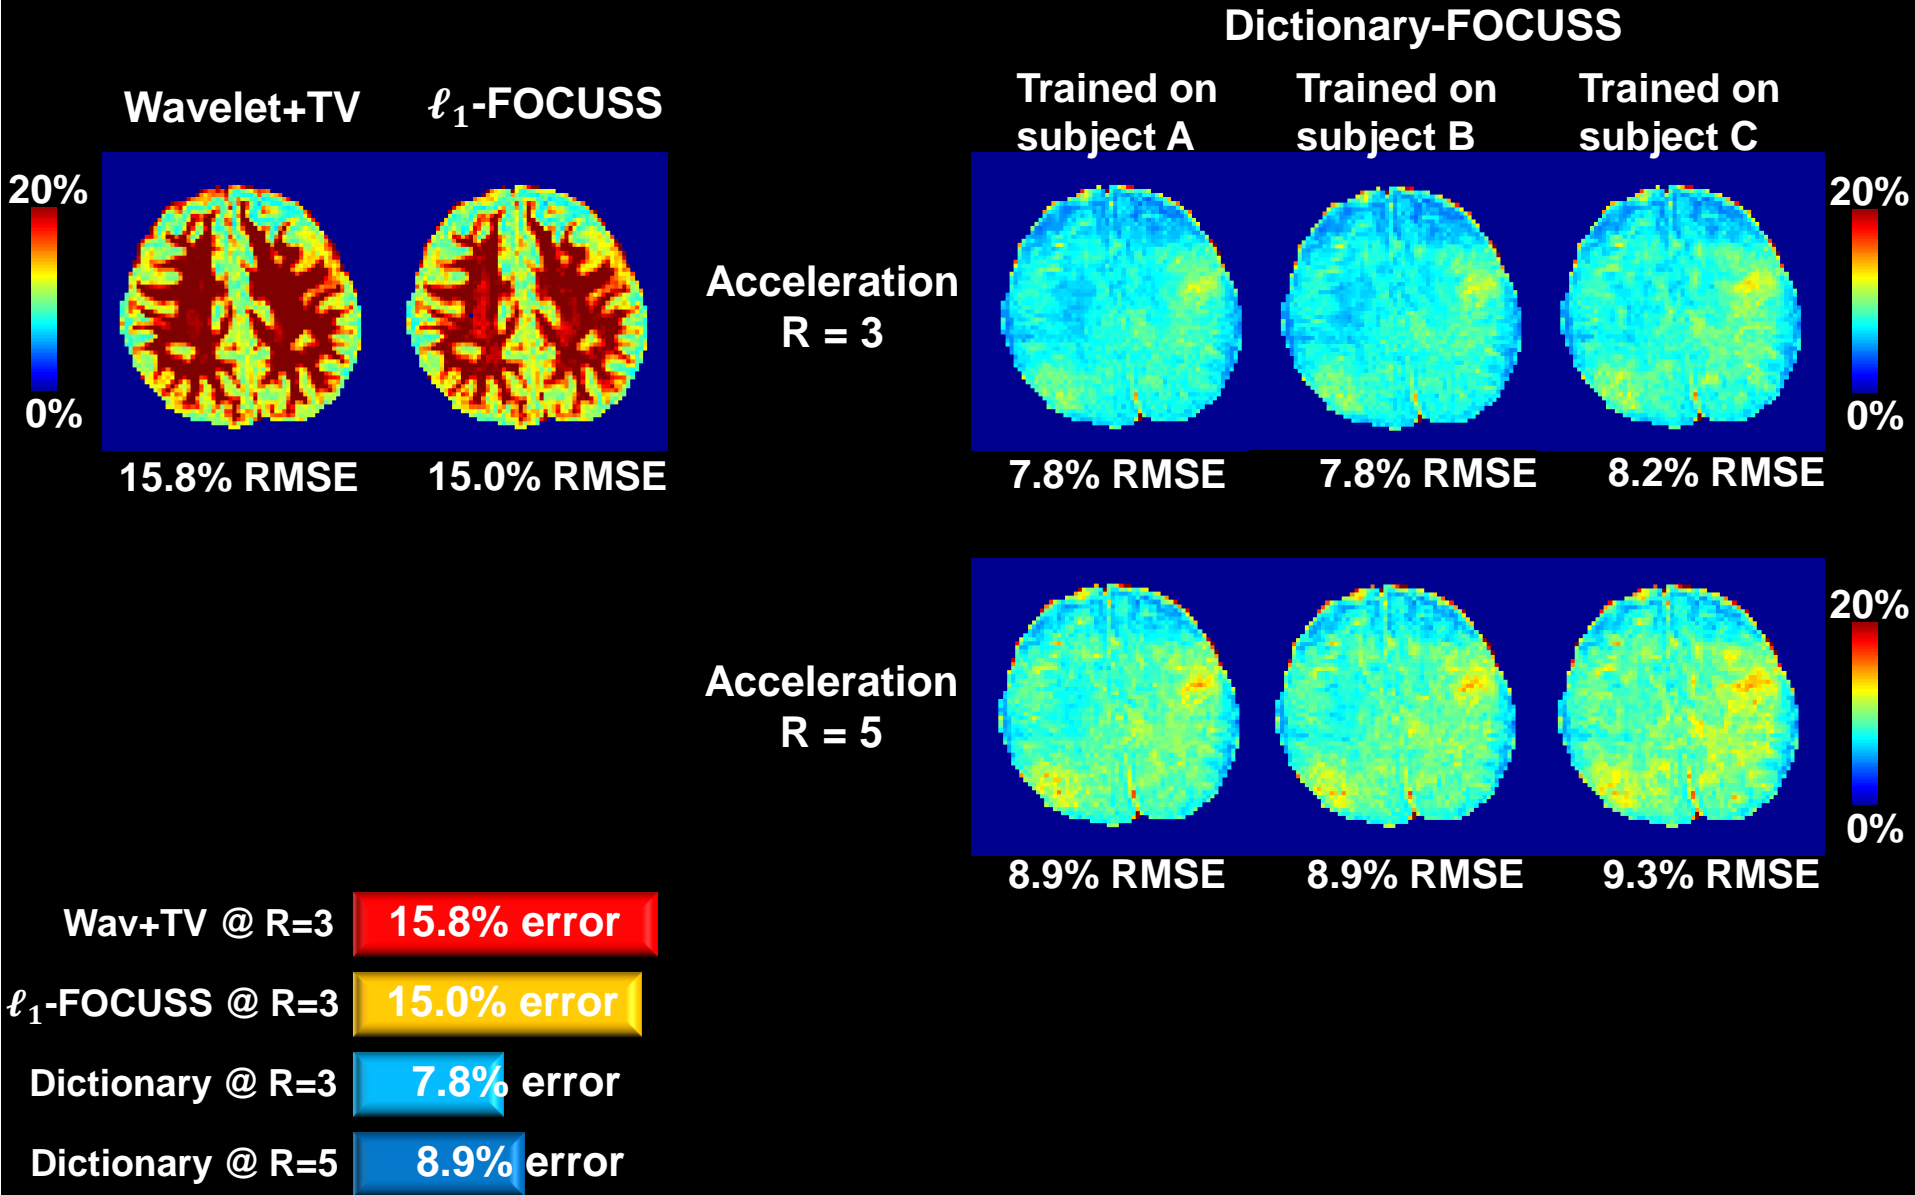 Dictionary-FOCUSS
Wavelet+TV
ℓ₁-FOCUSS
Trained on
subject A
Trained on
subject B
Trained on
subject C
20%
0%
Acceleration
R = 3
20%
0%
15.8% RMSE
15.0% RMSE
7.8% RMSE
7.8% RMSE
8.2% RMSE
Acceleration
R = 5
20%
0%
8.9% RMSE
8.9% RMSE
9.3% RMSE
Wav+TV @ R=3
15.8% error
ℓ₁-FOCUSS @ R=3
15.0% error
Dictionary @ R=3
7.8% error
Dictionary @ R=5
8.9% error